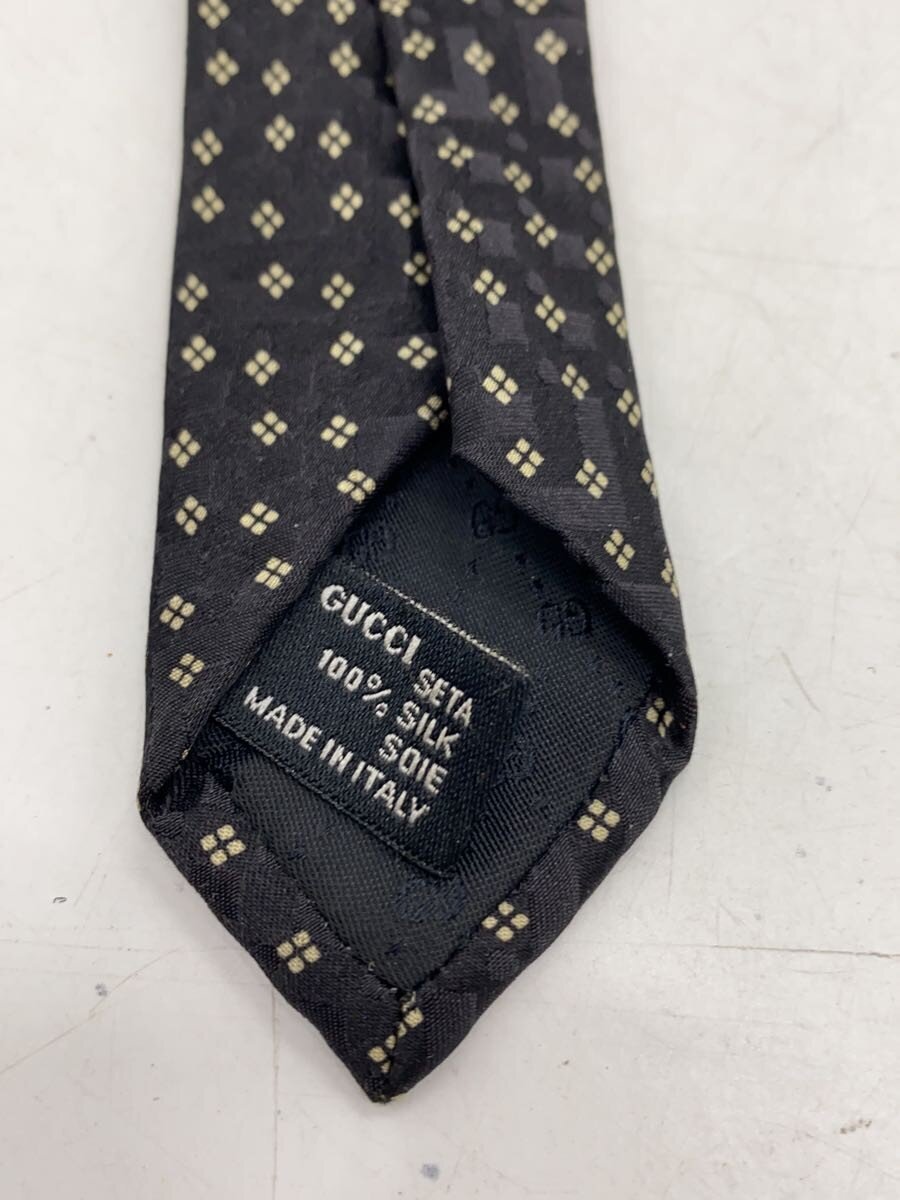 GUCCI
SETA
100% SILK
SOIE
MADE IN ITALY